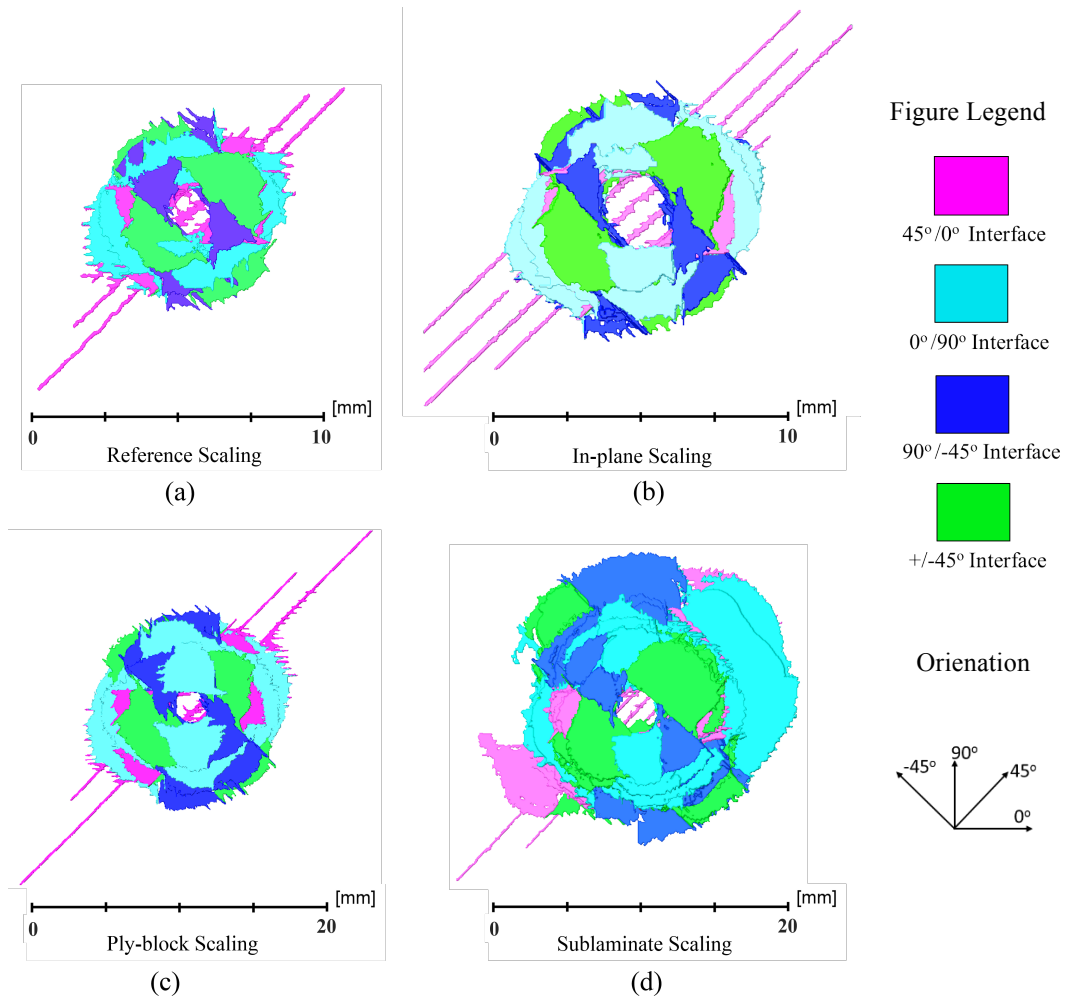 Figure Legend
45°/0° Interface
0°/90° Interface
90°/-45° Interface
+/-45° Interface
Orienation
-45°
90°
45°
0°
[mm]
0
10
Reference Scaling
(a)
[mm]
0
10
In-plane Scaling
(b)
[mm]
0
20
Ply-block Scaling
(c)
[mm]
0
20
Sublaminate Scaling
(d)